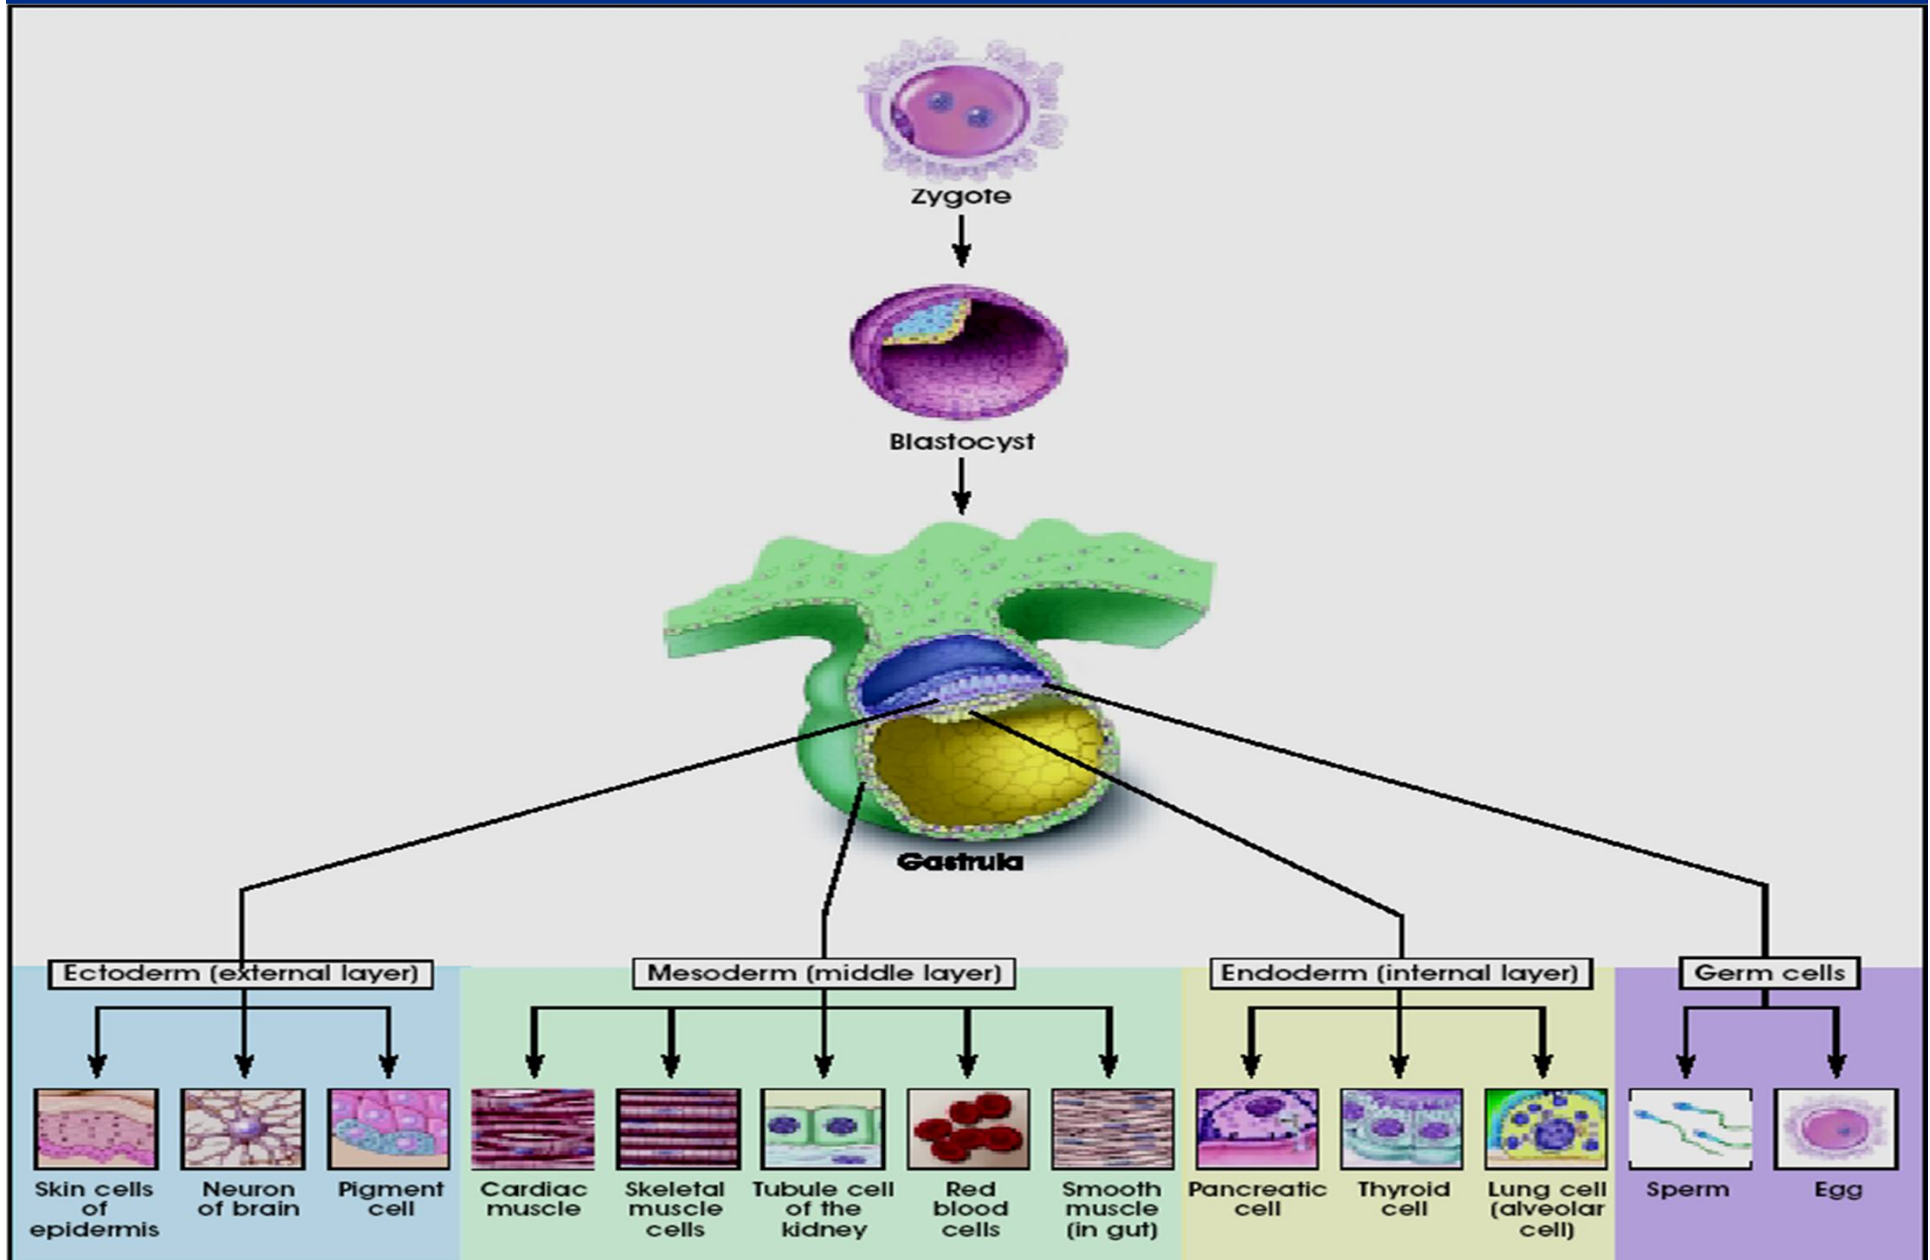 Zygote
Blastocyst
Gastrula
Ectoderm (external layer)
Mesoderm (middle layer)
Endoderm (internal layer)
Germ cells
Skin cells
of
epidermis
Neuron
of brain
Pigment
cell
Cardiac
muscle
Skeletal
muscle
cells
Tubule cell
of the
kidney
Red
blood
cells
Smooth
muscle
(in gut)
Pancreatic
cell
Thyroid
cell
Lung cell
(alveolar
cell)
Sperm
Egg